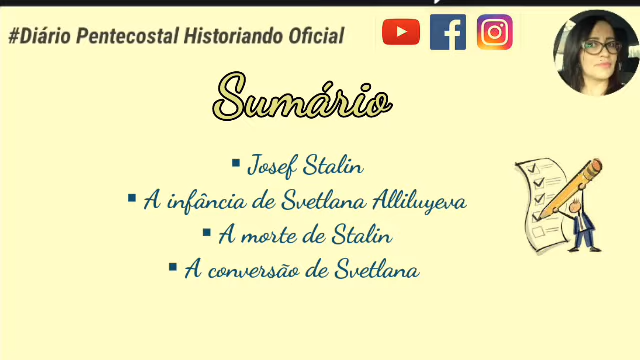 #Diário Pentecostal Historiando Oficial
Sumário
▪ Josef Stalin
▪ A infância de Svetlana Alliluyeva
▪ A morte de Stalin
▪ A conversão de Svetlana